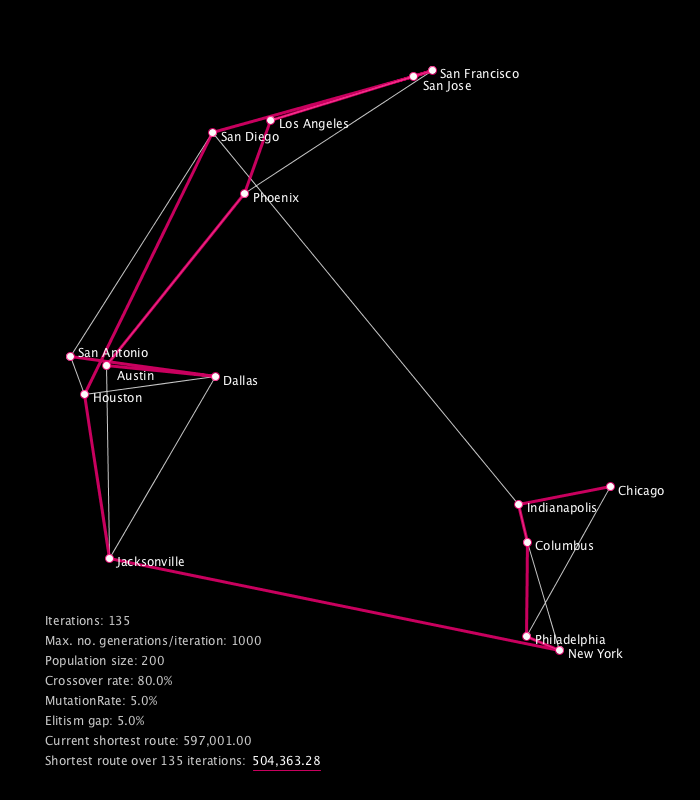 San Francisco
San Jose
Los Angeles
San Diego
Phoenix
San Antonio
Austin
Dallas
Houston
Chicago
Indianapolis
Columbus
Jacksonville
Philadelphia
New York
Iterations: 135
Max. no. generations/iteration: 1000
Population size: 200
Crossover rate: 80.0%
MutationRate: 5.0%
Elitism gap: 5.0%
Current shortest route: 597,001.00
Shortest route over 135 iterations: 504,363.28